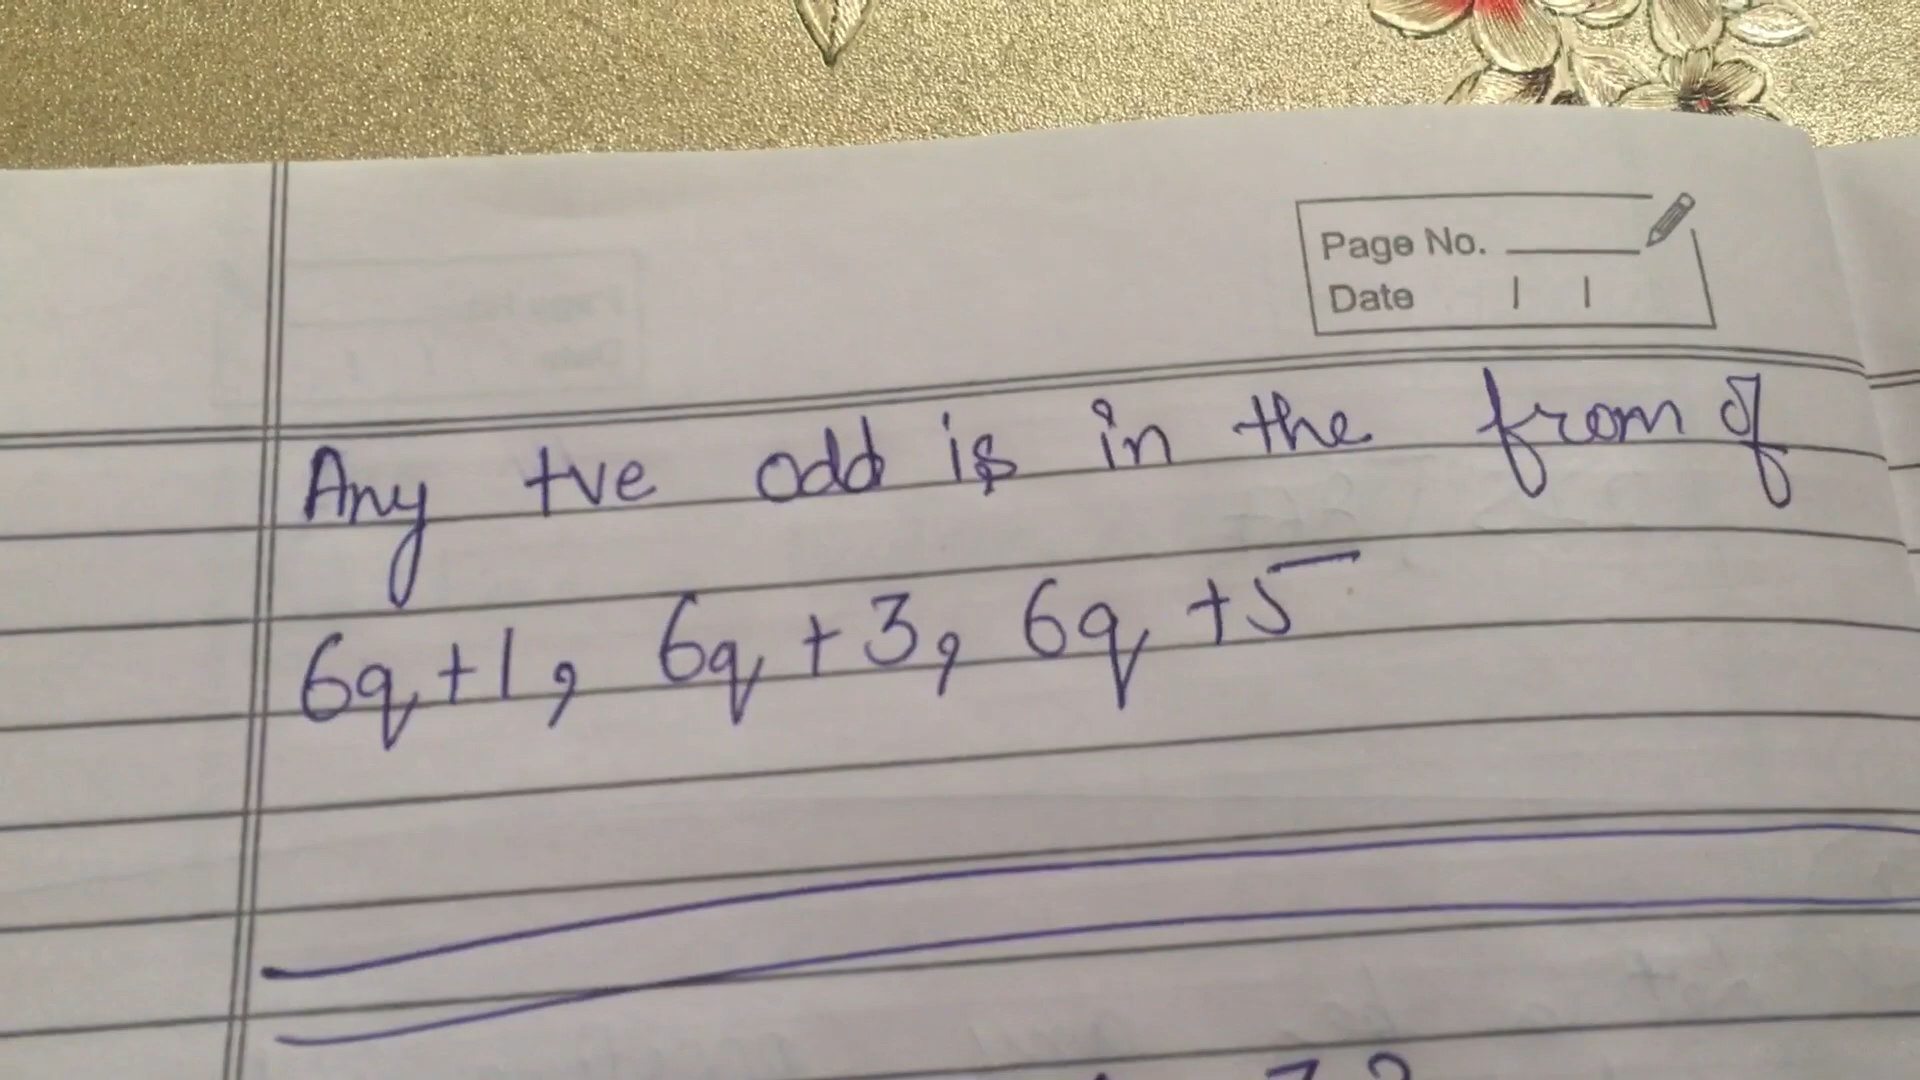 Page No.
Date
Any +ve odd is in the from of
6q+1, 6q+3, 6q+5